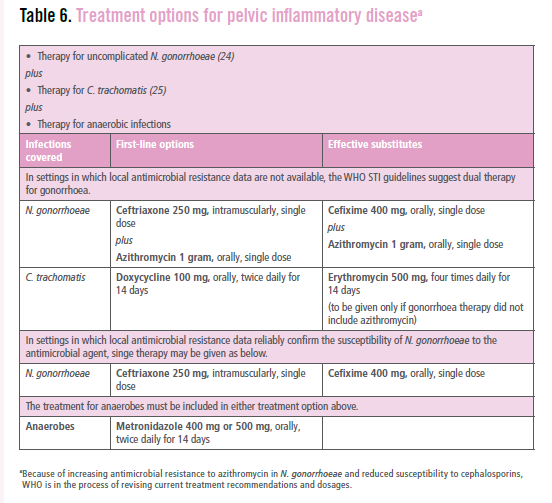 Table 6. Treatment options for pelvic inflammatory diseaseª
• Therapy for uncomplicated N. gonorrhoeae (24)
plus
• Therapy for C. trachomatis (25)
plus
• Therapy for anaerobic infections
Infections covered
First-line options
Effective substitutes
In settings in which local antimicrobial resistance data are not available, the WHO STI guidelines suggest dual therapy
for gonorrhoea.
N. gonorrhoeae
Ceftriaxone 250 mg, intramuscularly, single
dose
plus
Azithromycin 1 gram, orally, single dose
Cefixime 400 mg, orally, single dose
plus
Azithromycin 1 gram, orally, single dose
C. trachomatis
Doxycycline 100 mg, orally, twice daily for
14 days
Erythromycin 500 mg, four times daily for
14 days
(to be given only if gonorrhoea therapy did not
include azithromycin)
In settings in which local antimicrobial resistance data reliably confirm the susceptibility of N. gonorrhoeae to the
antimicrobial agent, singe therapy may be given as below.
N. gonorrhoeae
Ceftriaxone 250 mg, intramuscularly, single
dose
Cefixime 400 mg, orally, single dose
The treatment for anaerobes must be included in either treatment option above.
Anaerobes
Metronidazole 400 mg or 500 mg, orally,
twice daily for 14 days
ªBecause of increasing antimicrobial resistance to azithromycin in N. gonorrhoeae and reduced susceptibility to cephalosporins,
WHO is in the process of revising current treatment recommendations and dosages.